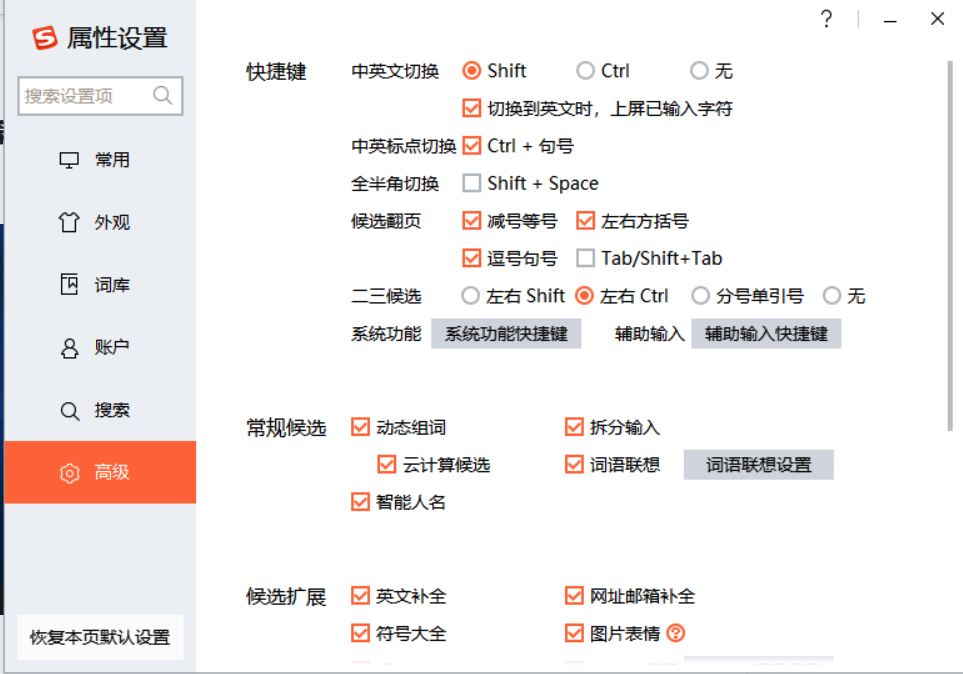 属性设置
搜索设置项
常用
外观
词库
账户
搜索
高级
恢复本页默认设置
?
快捷键 中英文切换 Shift Ctrl 无
切换到英文时，上屏已输入字符
中英标点切换 Ctrl + 句号
全半角切换 Shift + Space
候选翻页 减号等号 左右方括号
逗号句号 Tab/Shift+Tab
二三候选 左右 Shift 左右 Ctrl 分号单引号 无
系统功能 系统功能快捷键 辅助输入 辅助输入快捷键
常规候选 动态组词 拆分输入
云计算候选 词语联想 词语联想设置
智能人名
候选扩展 英文补全 网址邮箱补全
符号大全 图片表情 ?